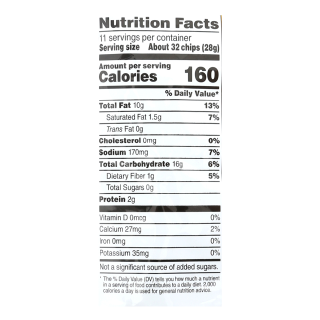 Nutrition Facts
11 servings per container
Serving size About 32 chips (28g)
Amount per serving
Calories 160
% Daily Value*
Total Fat 10g 13%
Saturated Fat 1.5g 7%
Trans Fat 0g
Cholesterol 0mg 0%
Sodium 170mg 7%
Total Carbohydrate 16g 6%
Dietary Fiber 1g 5%
Total Sugars 0g
Protein 2g
Vitamin D 0mcg 0%
Calcium 27mg 2%
Iron 0mg 0%
Potassium 35mg 0%
Not a significant source of added sugars.
* The % Daily Value (DV) tells you how much a nutrient
in a serving of food contributes to a daily diet. 2,000
calories a day is used for general nutrition advice.